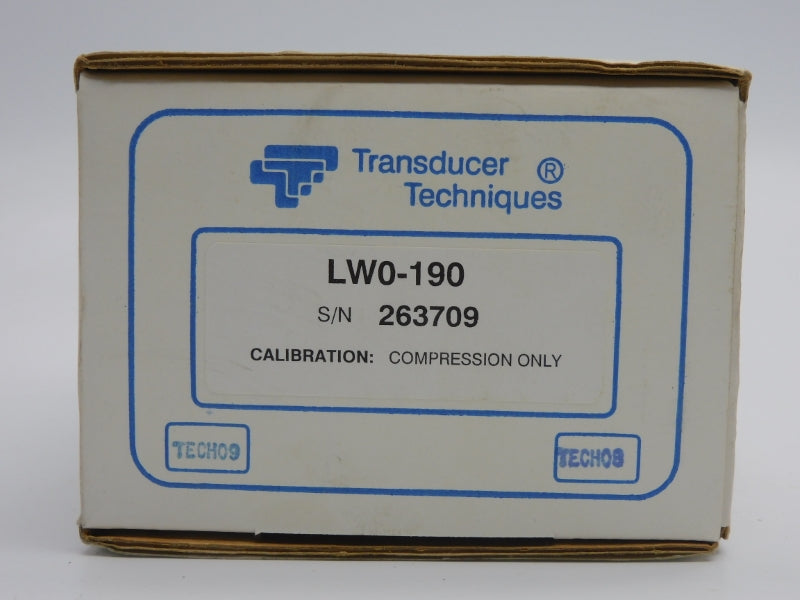 Transducer ®
Techniques
LW0-190
S/N 263709
CALIBRATION: COMPRESSION ONLY
TECH09 TECH08